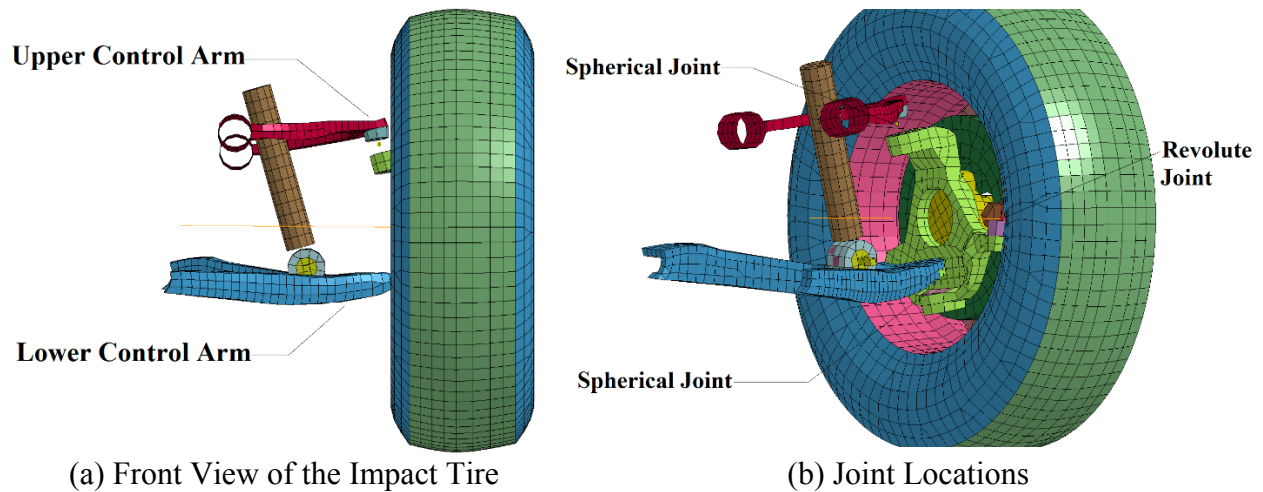 Upper Control Arm
Lower Control Arm
(a) Front View of the Impact Tire
Spherical Joint
Revolute
Joint
Spherical Joint
(b) Joint Locations